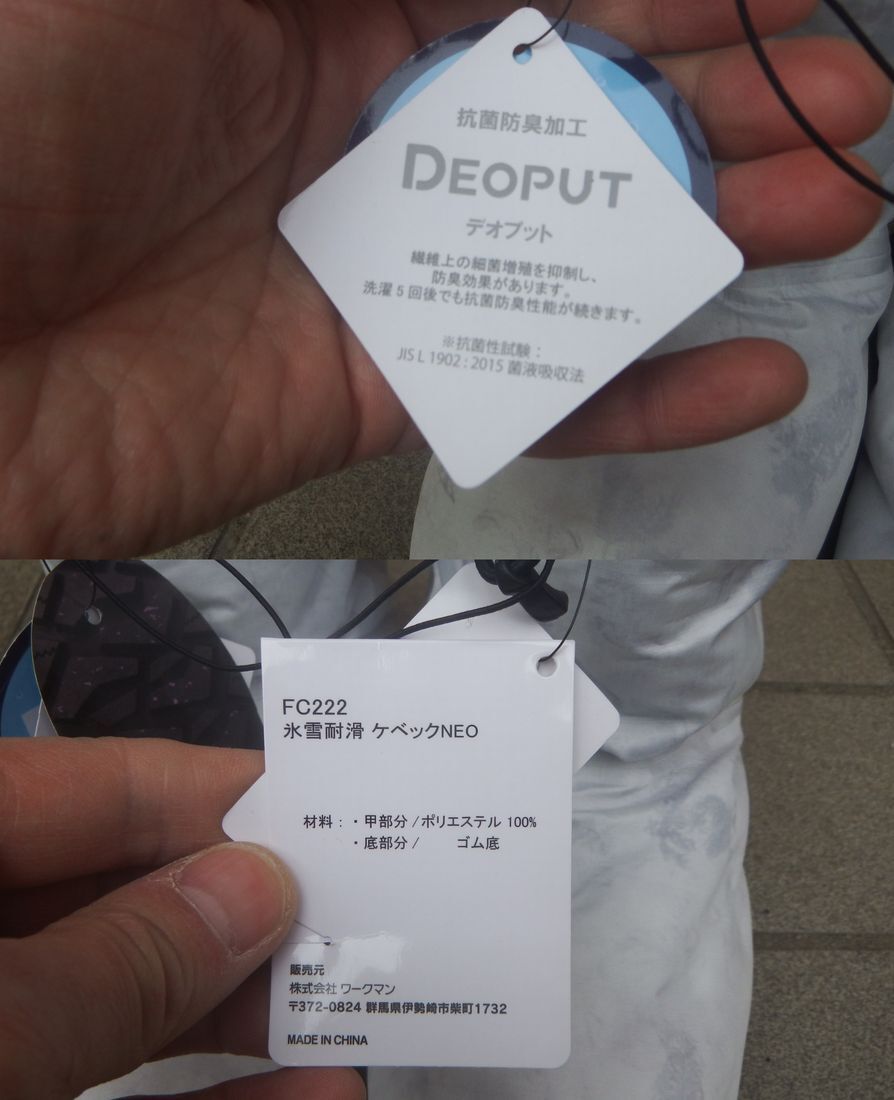 抗菌防臭加工
DEOPUT
デオプット
繊維上の細菌増殖を抑制し、
防臭効果があります。
洗濯5回後でも抗菌防臭性能が続きます。
※抗菌性試験：
JIS L 1902：2015 菌液吸収法
FC222
氷雪耐滑 ケベックNEO
材料：・甲部分／ポリエステル 100%
・底部分／ ゴム底
販売元
株式会社 ワークマン
〒372-0824 群馬県伊勢崎市柴町1732
MADE IN CHINA